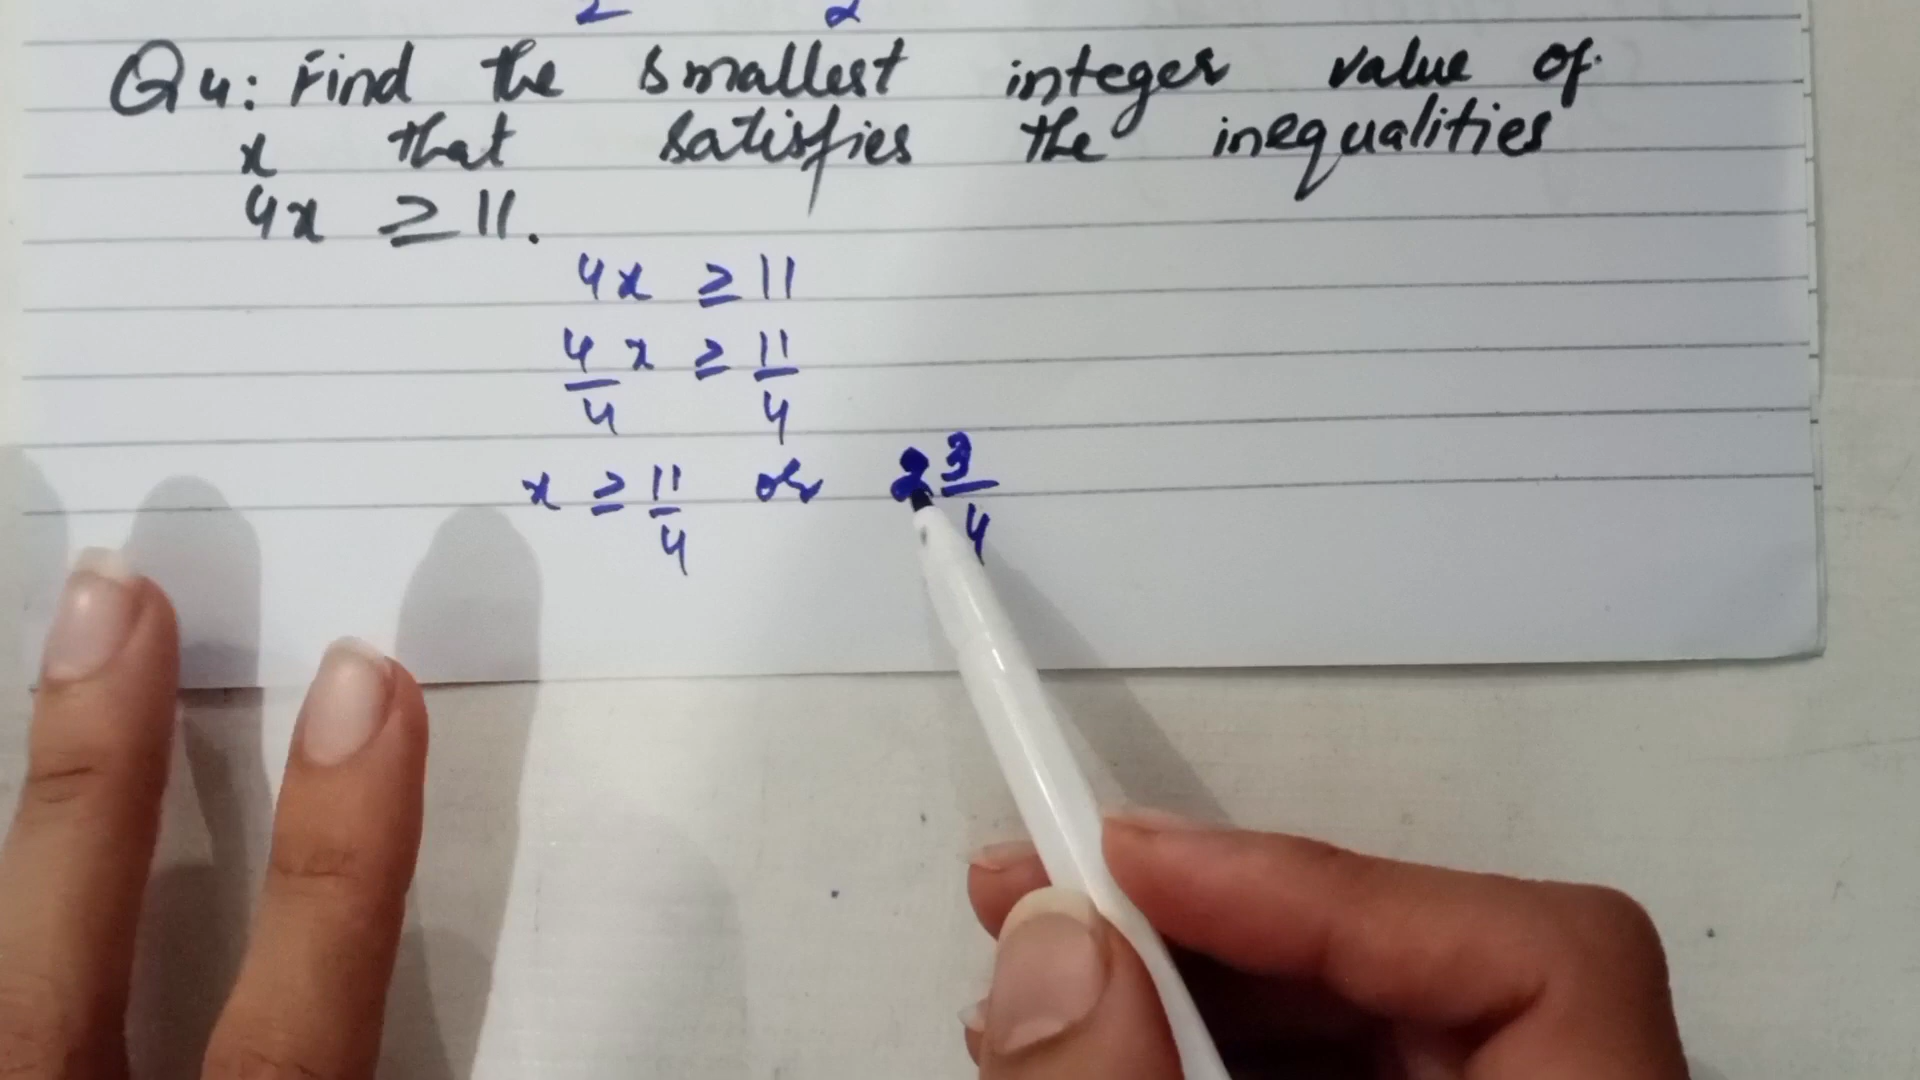 Q4: Find the smallest integer value of
x that satisfies the inequalities
4x ≥ 11.
4x ≥ 11
4/4 x ≥ 11/4
x ≥ 11/4 or 2 3/4